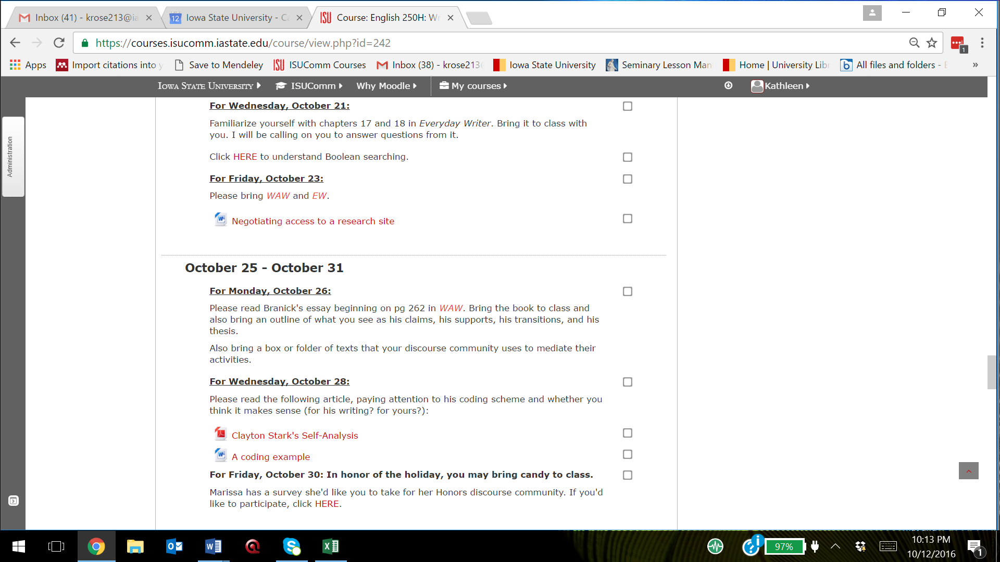 Inbox (41) - krose213@ia
Iowa State University - Ca
Course: English 250H: Wr
https://courses.isucomm.iastate.edu/course/view.php?id=242
1
Apps
Import citations into y
Save to Mendeley
ISUComm Courses
Inbox (38) - krose213@
Iowa State University
Seminary Lesson Man
Home | University Libr
All files and folders - E
»
IOWA STATE UNIVERSITY
ISUComm
Why Moodle
My courses
Kathleen
Administration
For Wednesday, October 21:
Familiarize yourself with chapters 17 and 18 in Everyday Writer. Bring it to class with
you. I will be calling on you to answer questions from it.
Click HERE to understand Boolean searching.
For Friday, October 23:
Please bring WAW and EW.
Negotiating access to a research site
October 25 - October 31
For Monday, October 26:
Please read Branick's essay beginning on pg 262 in WAW. Bring the book to class and
also bring an outline of what you see as his claims, his supports, his transitions, and his
thesis.
Also bring a box or folder of texts that your discourse community uses to mediate their
activities.
For Wednesday, October 28:
Please read the following article, paying attention to his coding scheme and whether you
think it makes sense (for his writing? for yours?):
Clayton Stark's Self-Analysis
A coding example
For Friday, October 30: In honor of the holiday, you may bring candy to class.
Marissa has a survey she'd like you to take for her Honors discourse community. If you'd
like to participate, click HERE.
97%
10:13 PM
10/12/2016
1